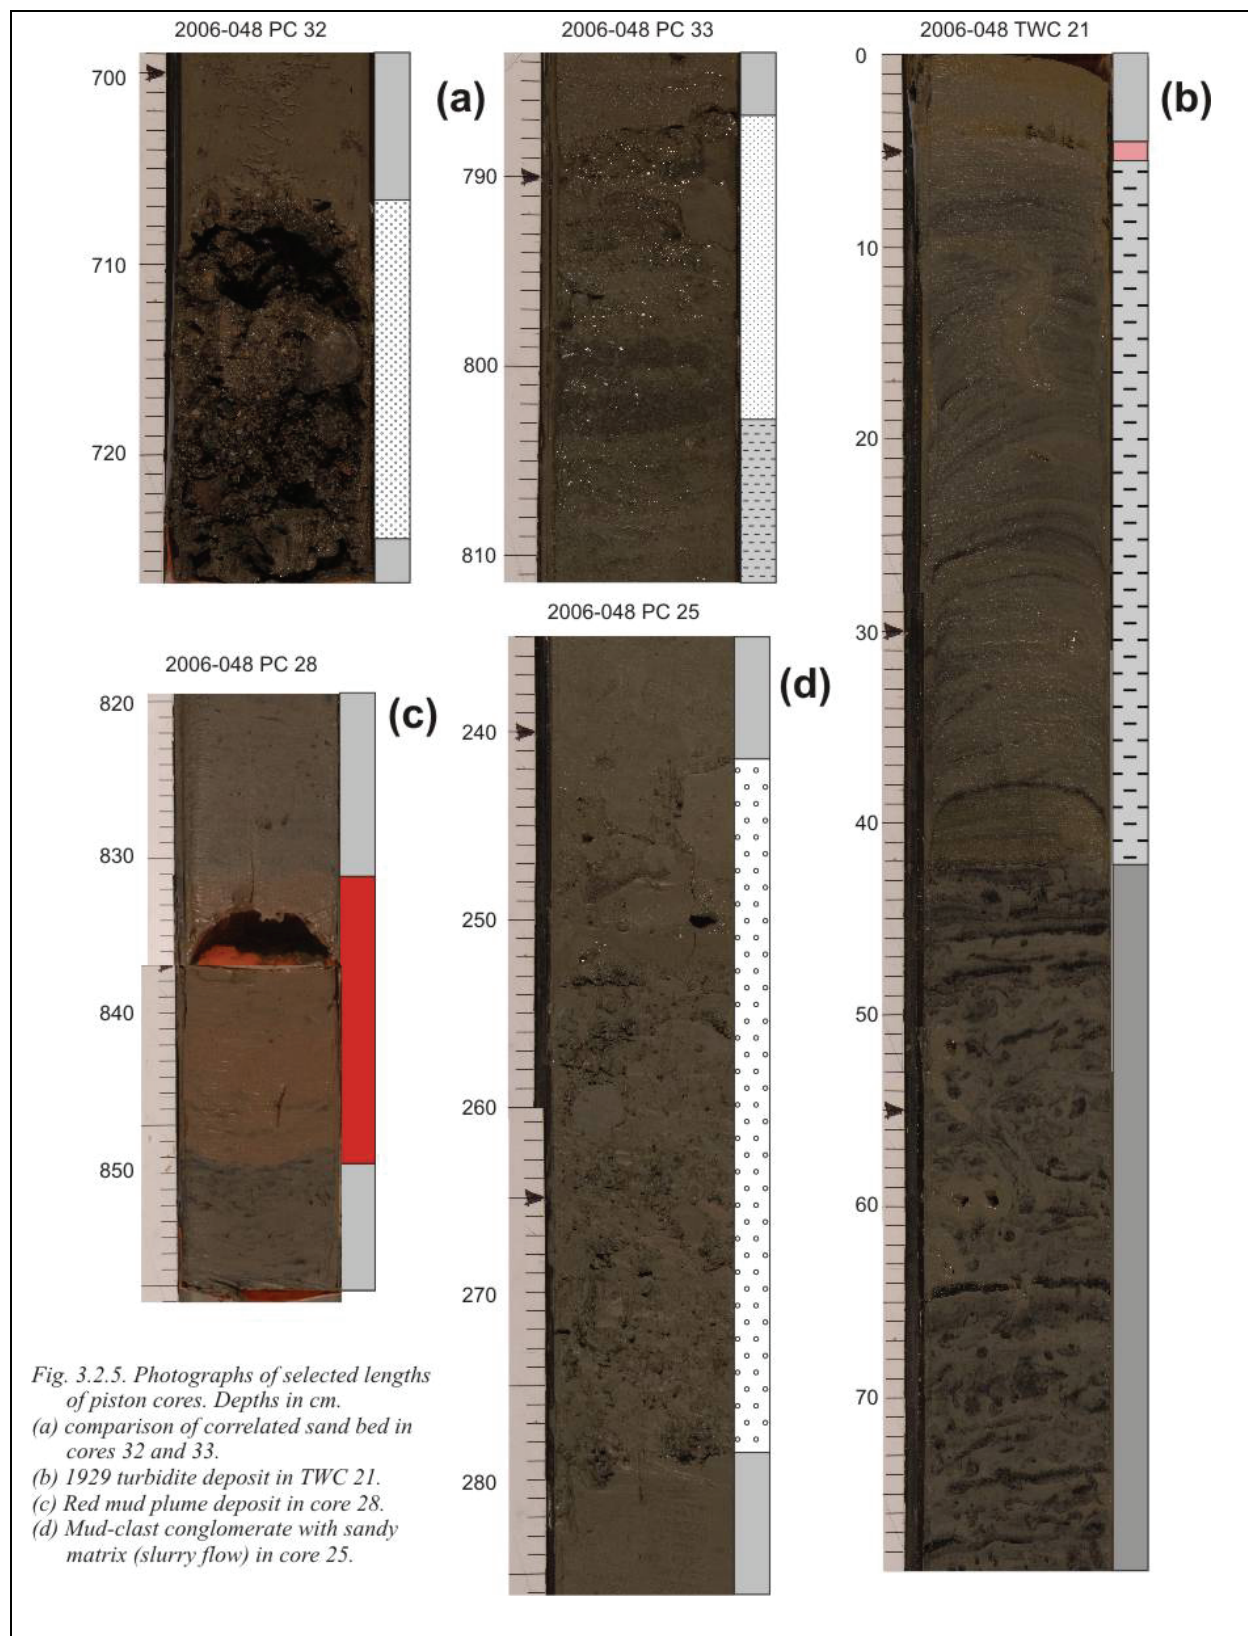 2006-048 PC 32
2006-048 PC 33
2006-048 TWC 21
700
710
720
(a)
790
800
810
0
10
20
30
40
50
60
70
(b)
2006-048 PC 28
820
830
840
850
(c)
2006-048 PC 25
240
250
260
270
280
(d)
Fig. 3.2.5. Photographs of selected lengths
of piston cores. Depths in cm.
(a) comparison of correlated sand bed in
cores 32 and 33.
(b) 1929 turbidite deposit in TWC 21.
(c) Red mud plume deposit in core 28.
(d) Mud-clast conglomerate with sandy
matrix (slurry flow) in core 25.